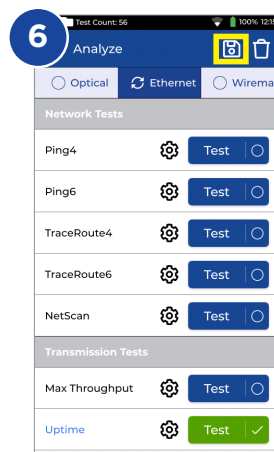 6
Test Count: 56
100% 12:15
Analyze
Optical
Ethernet
Wirema
Network Tests
Ping4
Test
Ping6
Test
TraceRoute4
Test
TraceRoute6
Test
NetScan
Test
Transmission Tests
Max Throughput
Test
Uptime
Test